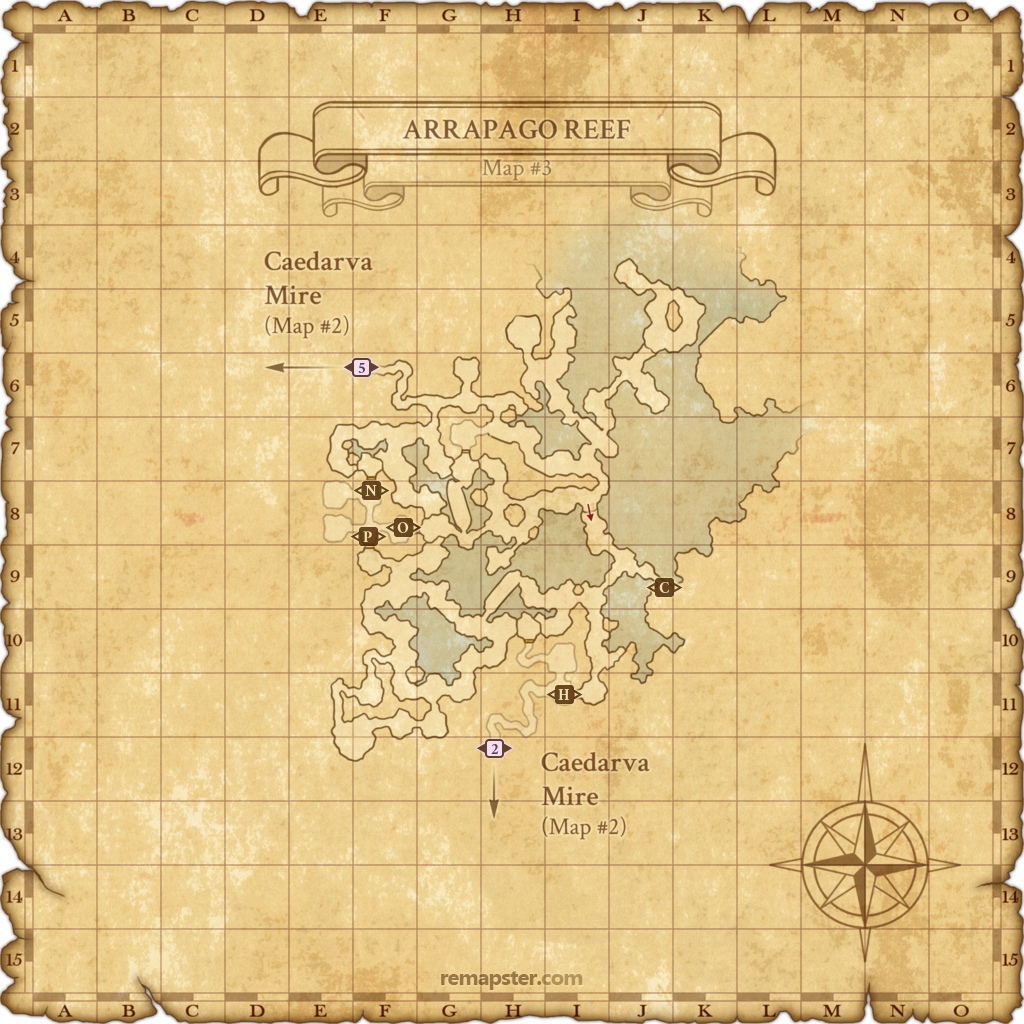 A B C D E F G H I J K L M N O
1 1
2 2
ARRAPAGO REEF
Map #3
3 3
4 4
Caedarva
Mire
(Map #2)
5 5
5
6 6
7 7
N
8 8
O
P
9 9
C
10 10
11 11
H
2
12 12
Caedarva
Mire
(Map #2)
13 13
14 14
15 15
remapster.com
A B C D E F G H I J K L M N O